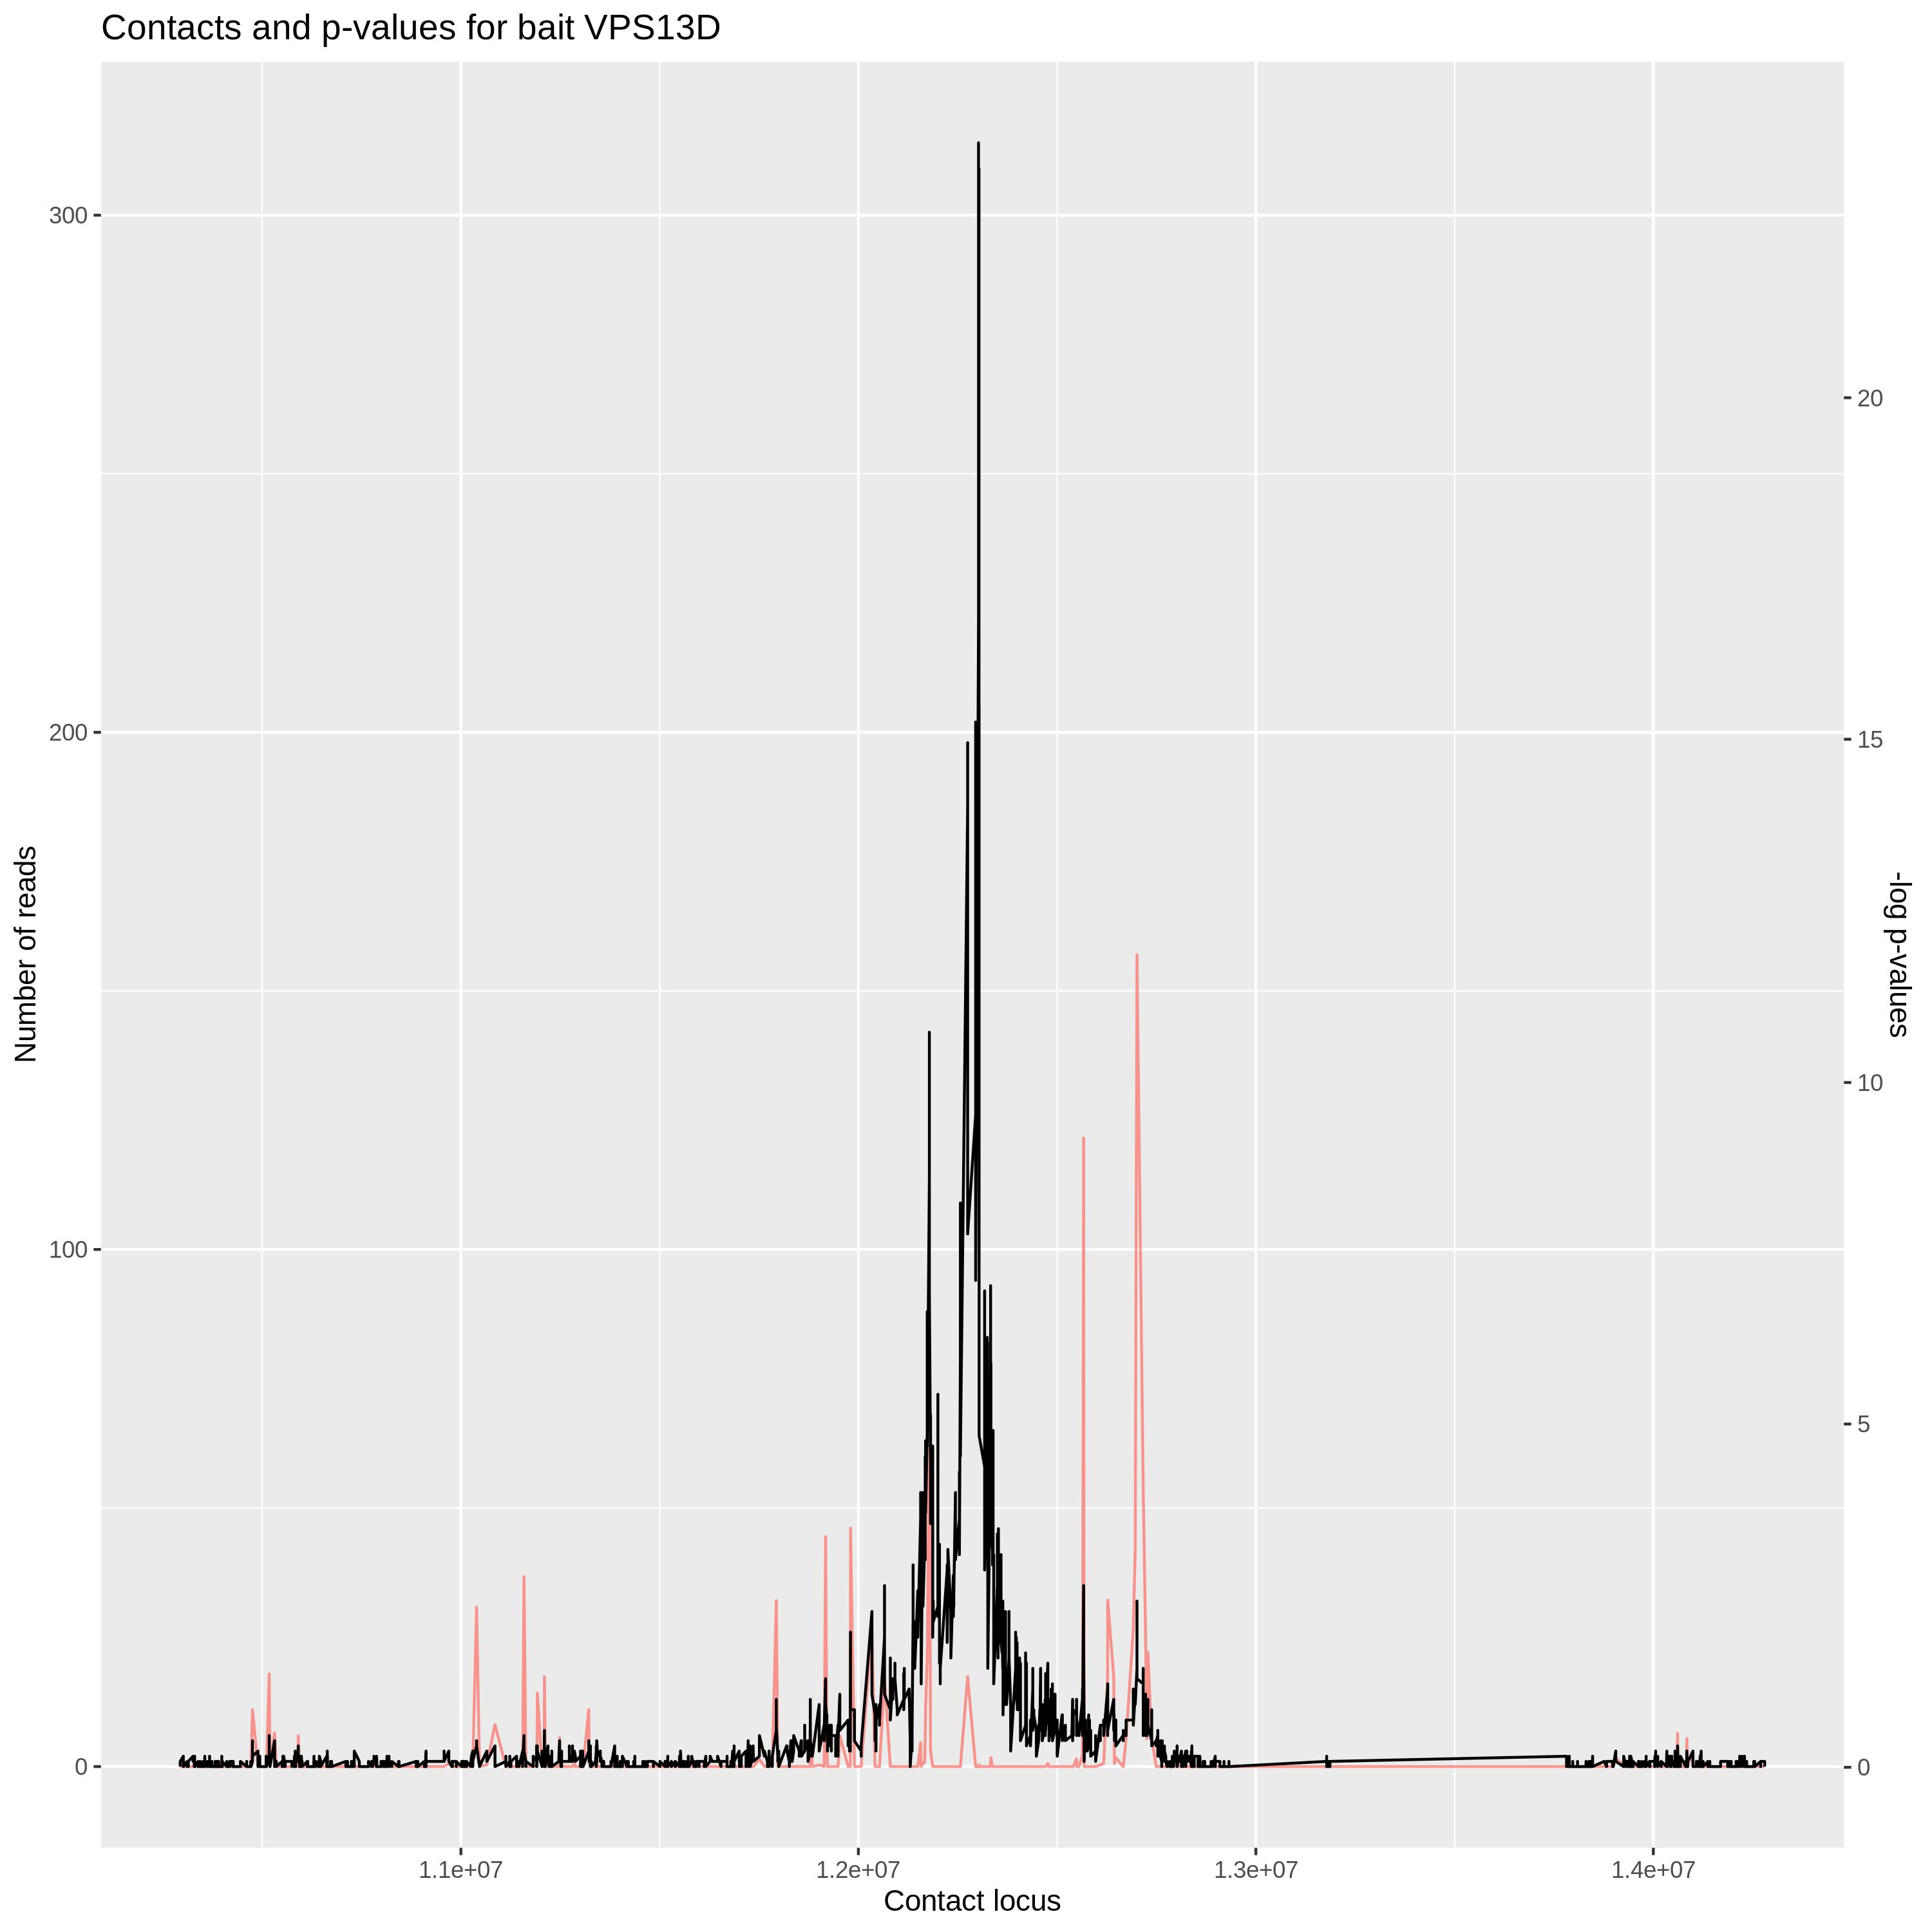 Contacts and p-values for bait VPS13D
300
200
100
0
Number of reads
20
15
10
5
0
-log p-values
1.1e+07
1.2e+07
1.3e+07
1.4e+07
Contact locus